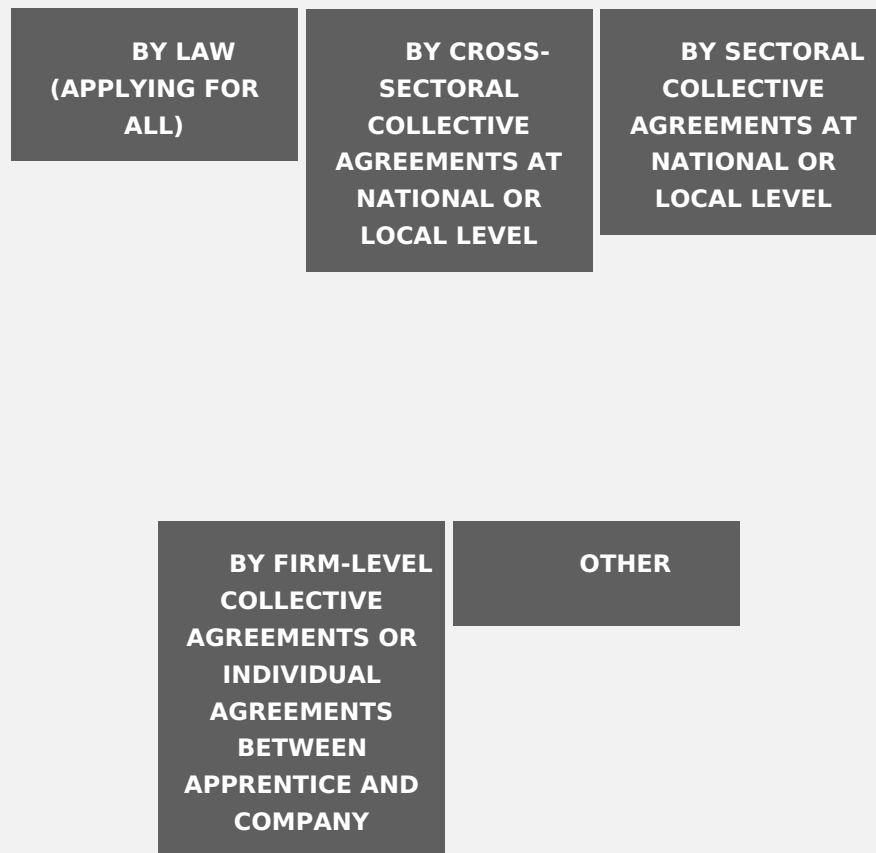 BY LAW
(APPLYING FOR
ALL)
BY CROSS-
SECTORAL
COLLECTIVE
AGREEMENTS AT
NATIONAL OR
LOCAL LEVEL
BY SECTORAL
COLLECTIVE
AGREEMENTS AT
NATIONAL OR
LOCAL LEVEL
BY FIRM-LEVEL
COLLECTIVE
AGREEMENTS OR
INDIVIDUAL
AGREEMENTS
BETWEEN
APPRENTICE AND
COMPANY
OTHER